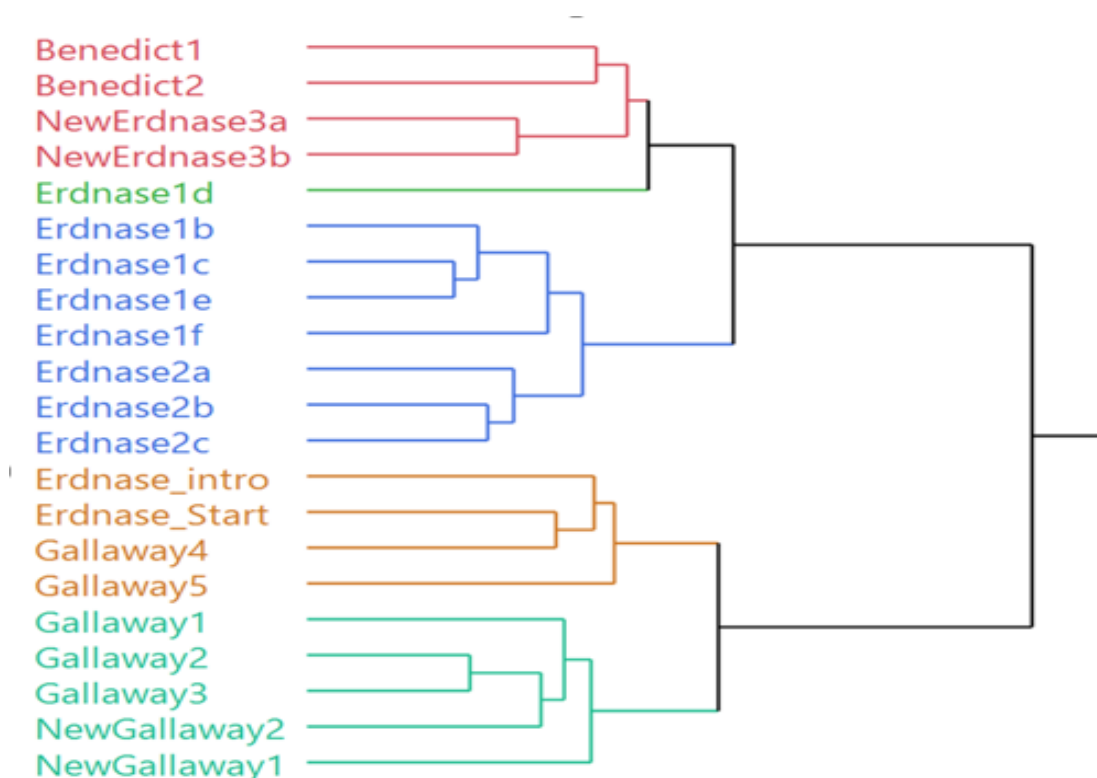 Benedict1
Benedict2
NewErdnase3a
NewErdnase3b
Erdnase1d
Erdnase1b
Erdnase1c
Erdnase1e
Erdnase1f
Erdnase2a
Erdnase2b
Erdnase2c
Erdnase_intro
Erdnase_Start
Gallaway4
Gallaway5
Gallaway1
Gallaway2
Gallaway3
NewGallaway2
NewGallaway1